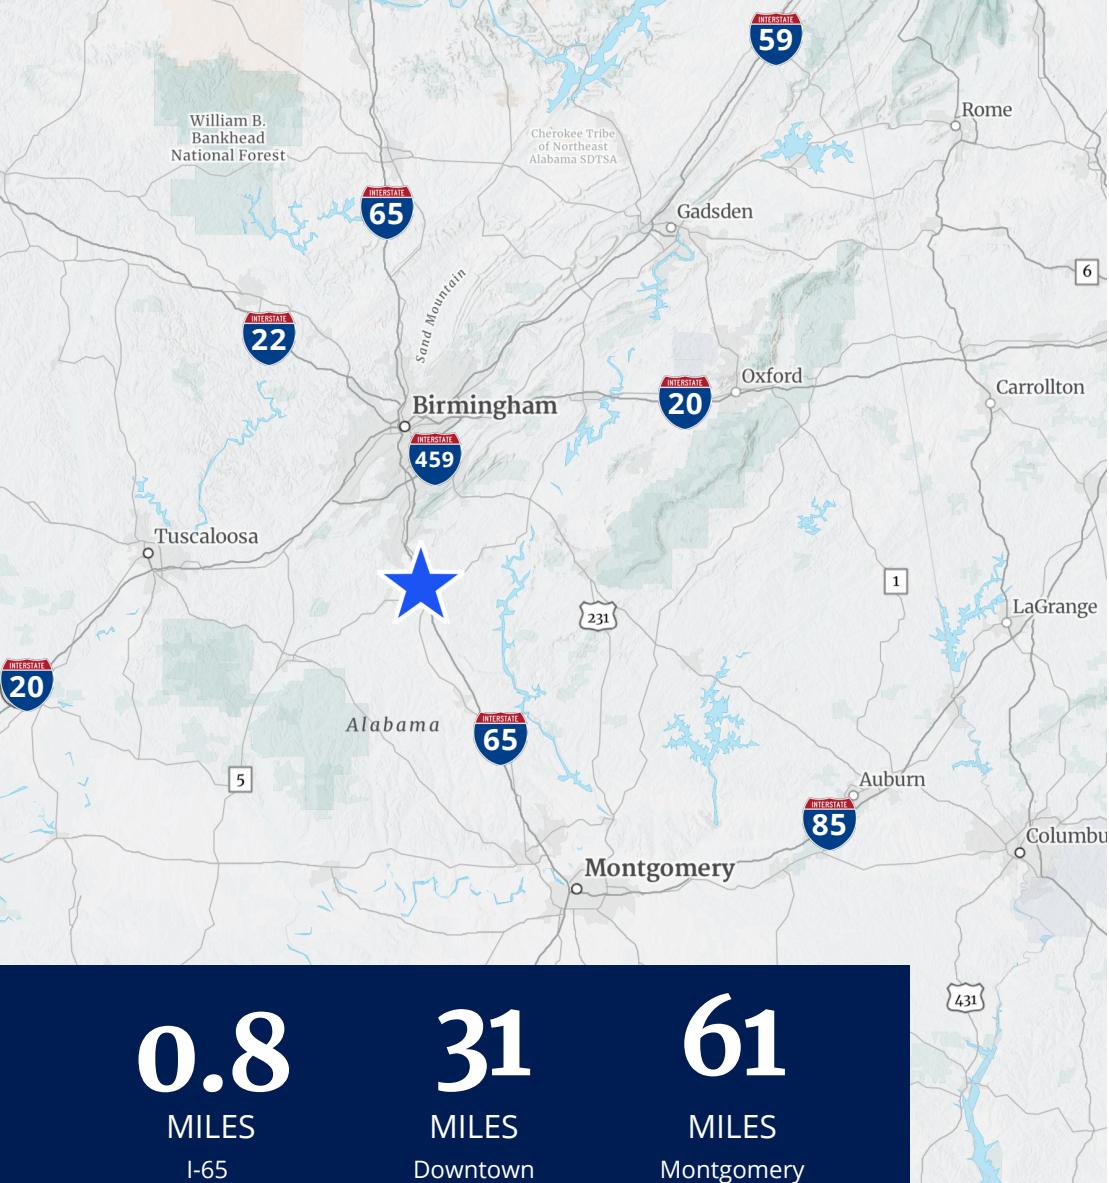 INTERSTATE
59
Rome
William B.
Bankhead
National Forest
Cherokee Tribe
of Northeast
Alabama SDTSA
INTERSTATE
65
Gadsden
6
Sand Mountain
INTERSTATE
22
Oxford
INTERSTATE
20
Carrollton
Birmingham
INTERSTATE
459
Tuscaloosa
1
231
LaGrange
INTERSTATE
20
Alabama
INTERSTATE
65
5
Auburn
INTERSTATE
85
Columbu
Montgomery
431
0.8
MILES
I-65
31
MILES
Downtown
61
MILES
Montgomery